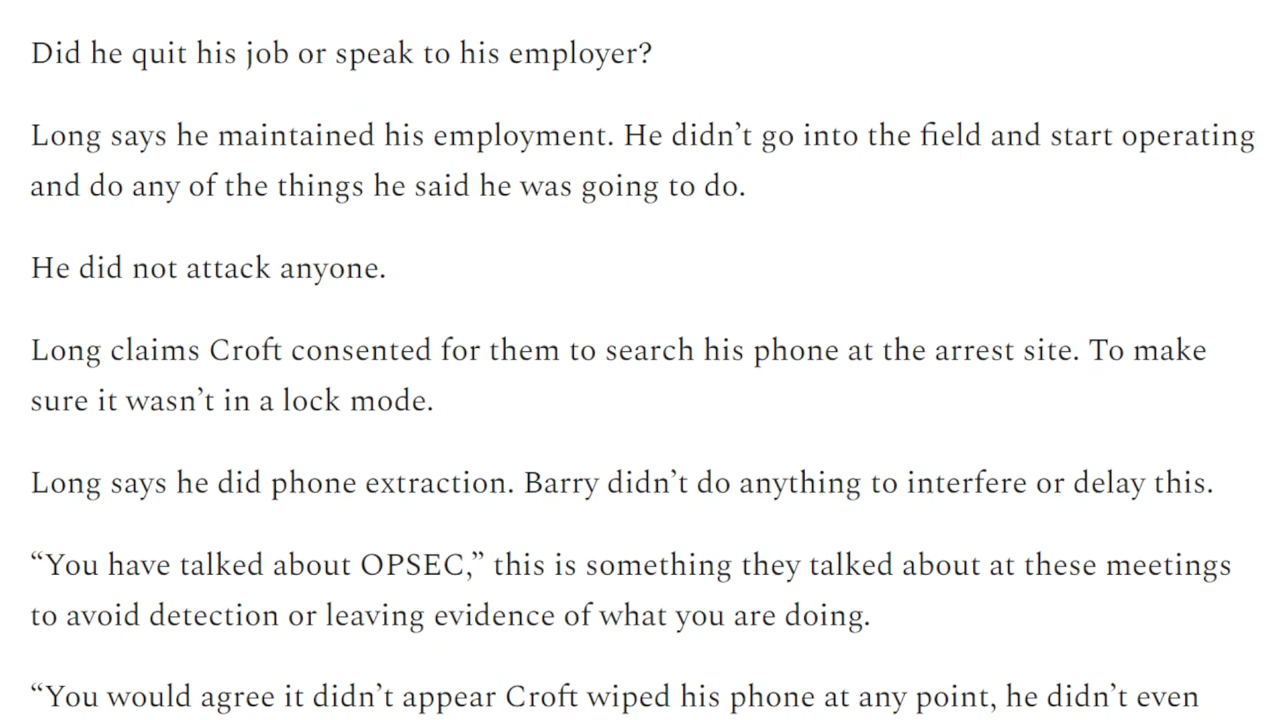 Did he quit his job or speak to his employer?
Long says he maintained his employment. He didn’t go into the field and start operating
and do any of the things he said he was going to do.
He did not attack anyone.
Long claims Croft consented for them to search his phone at the arrest site. To make
sure it wasn’t in a lock mode.
Long says he did phone extraction. Barry didn’t do anything to interfere or delay this.
“You have talked about OPSEC,” this is something they talked about at these meetings
to avoid detection or leaving evidence of what you are doing.
“You would agree it didn’t appear Croft wiped his phone at any point, he didn’t even